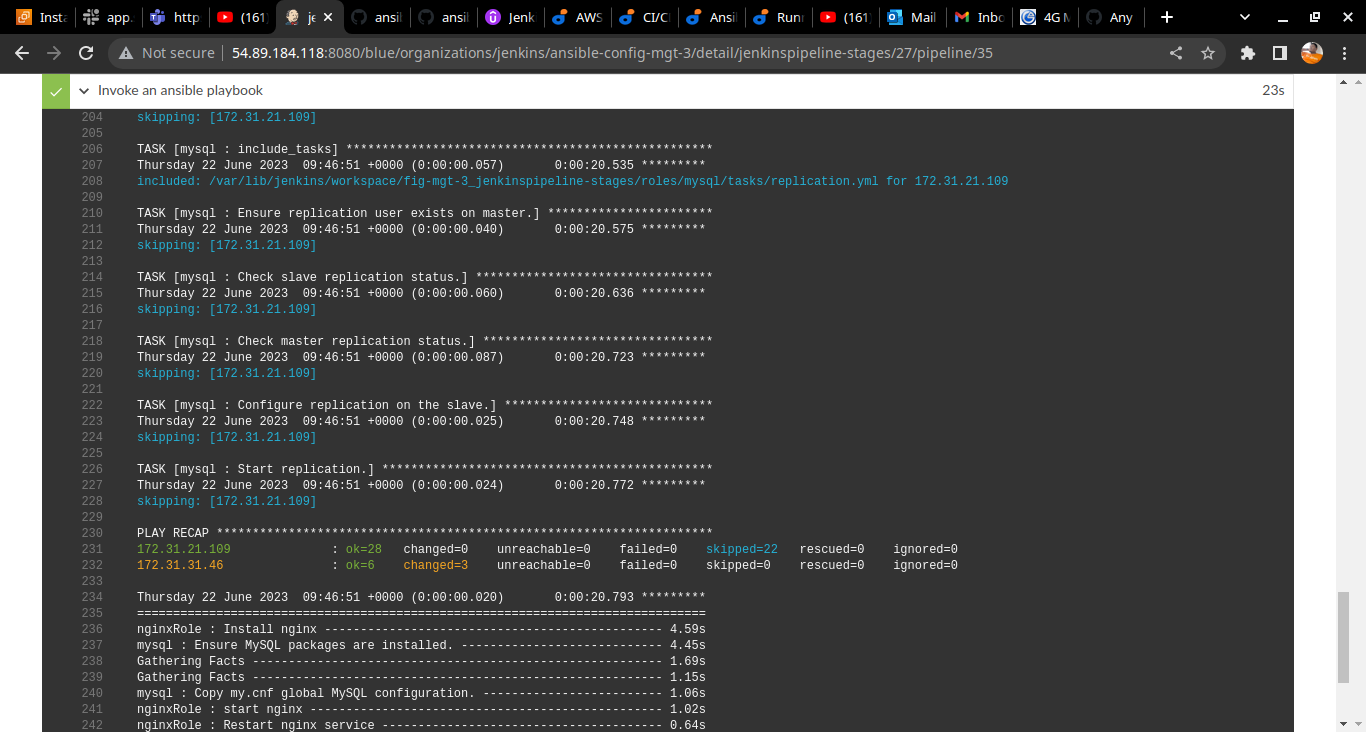 Insta
app.
http
(161)
je
ansil
ansil
Jenk
AWS
CI/CI
Ansil
Runr
(161)
Mail
Inbo
4G M
Any
Not secure 54.89.184.118:8080/blue/organizations/jenkins/ansible-config-mgt-3/detail/jenkinspipeline-stages/27/pipeline/35
Invoke an ansible playbook 23s
204 skipping: [172.31.21.109]
205
206 TASK [mysql : include_tasks] ***************************************************
207 Thursday 22 June 2023  09:46:51 +0000 (0:00:00.057)       0:00:20.535 *********
208 included: /var/lib/jenkins/workspace/fig-mgt-3_jenkinspipeline-stages/roles/mysql/tasks/replication.yml for 172.31.21.109
209
210 TASK [mysql : Ensure replication user exists on master.] ***********************
211 Thursday 22 June 2023  09:46:51 +0000 (0:00:00.040)       0:00:20.575 *********
212 skipping: [172.31.21.109]
213
214 TASK [mysql : Check slave replication status.] *********************************
215 Thursday 22 June 2023  09:46:51 +0000 (0:00:00.060)       0:00:20.636 *********
216 skipping: [172.31.21.109]
217
218 TASK [mysql : Check master replication status.] ********************************
219 Thursday 22 June 2023  09:46:51 +0000 (0:00:00.087)       0:00:20.723 *********
220 skipping: [172.31.21.109]
221
222 TASK [mysql : Configure replication on the slave.] *****************************
223 Thursday 22 June 2023  09:46:51 +0000 (0:00:00.025)       0:00:20.748 *********
224 skipping: [172.31.21.109]
225
226 TASK [mysql : Start replication.] **********************************************
227 Thursday 22 June 2023  09:46:51 +0000 (0:00:00.024)       0:00:20.772 *********
228 skipping: [172.31.21.109]
229
230 PLAY RECAP *********************************************************************
231 172.31.21.109              : ok=28   changed=0    unreachable=0    failed=0    skipped=22   rescued=0    ignored=0
232 172.31.31.46               : ok=6    changed=3    unreachable=0    failed=0    skipped=0    rescued=0    ignored=0
233
234 Thursday 22 June 2023  09:46:51 +0000 (0:00:00.020)       0:00:20.793 *********
235 ===============================================================================
236 nginxRole : Install nginx ----------------------------------------------- 4.59s
237 mysql : Ensure MySQL packages are installed. ---------------------------- 4.45s
238 Gathering Facts --------------------------------------------------------- 1.69s
239 Gathering Facts --------------------------------------------------------- 1.15s
240 mysql : Copy my.cnf global MySQL configuration. ------------------------- 1.06s
241 nginxRole : start nginx ------------------------------------------------- 1.02s
242 nginxRole : Restart nginx service --------------------------------------- 0.64s